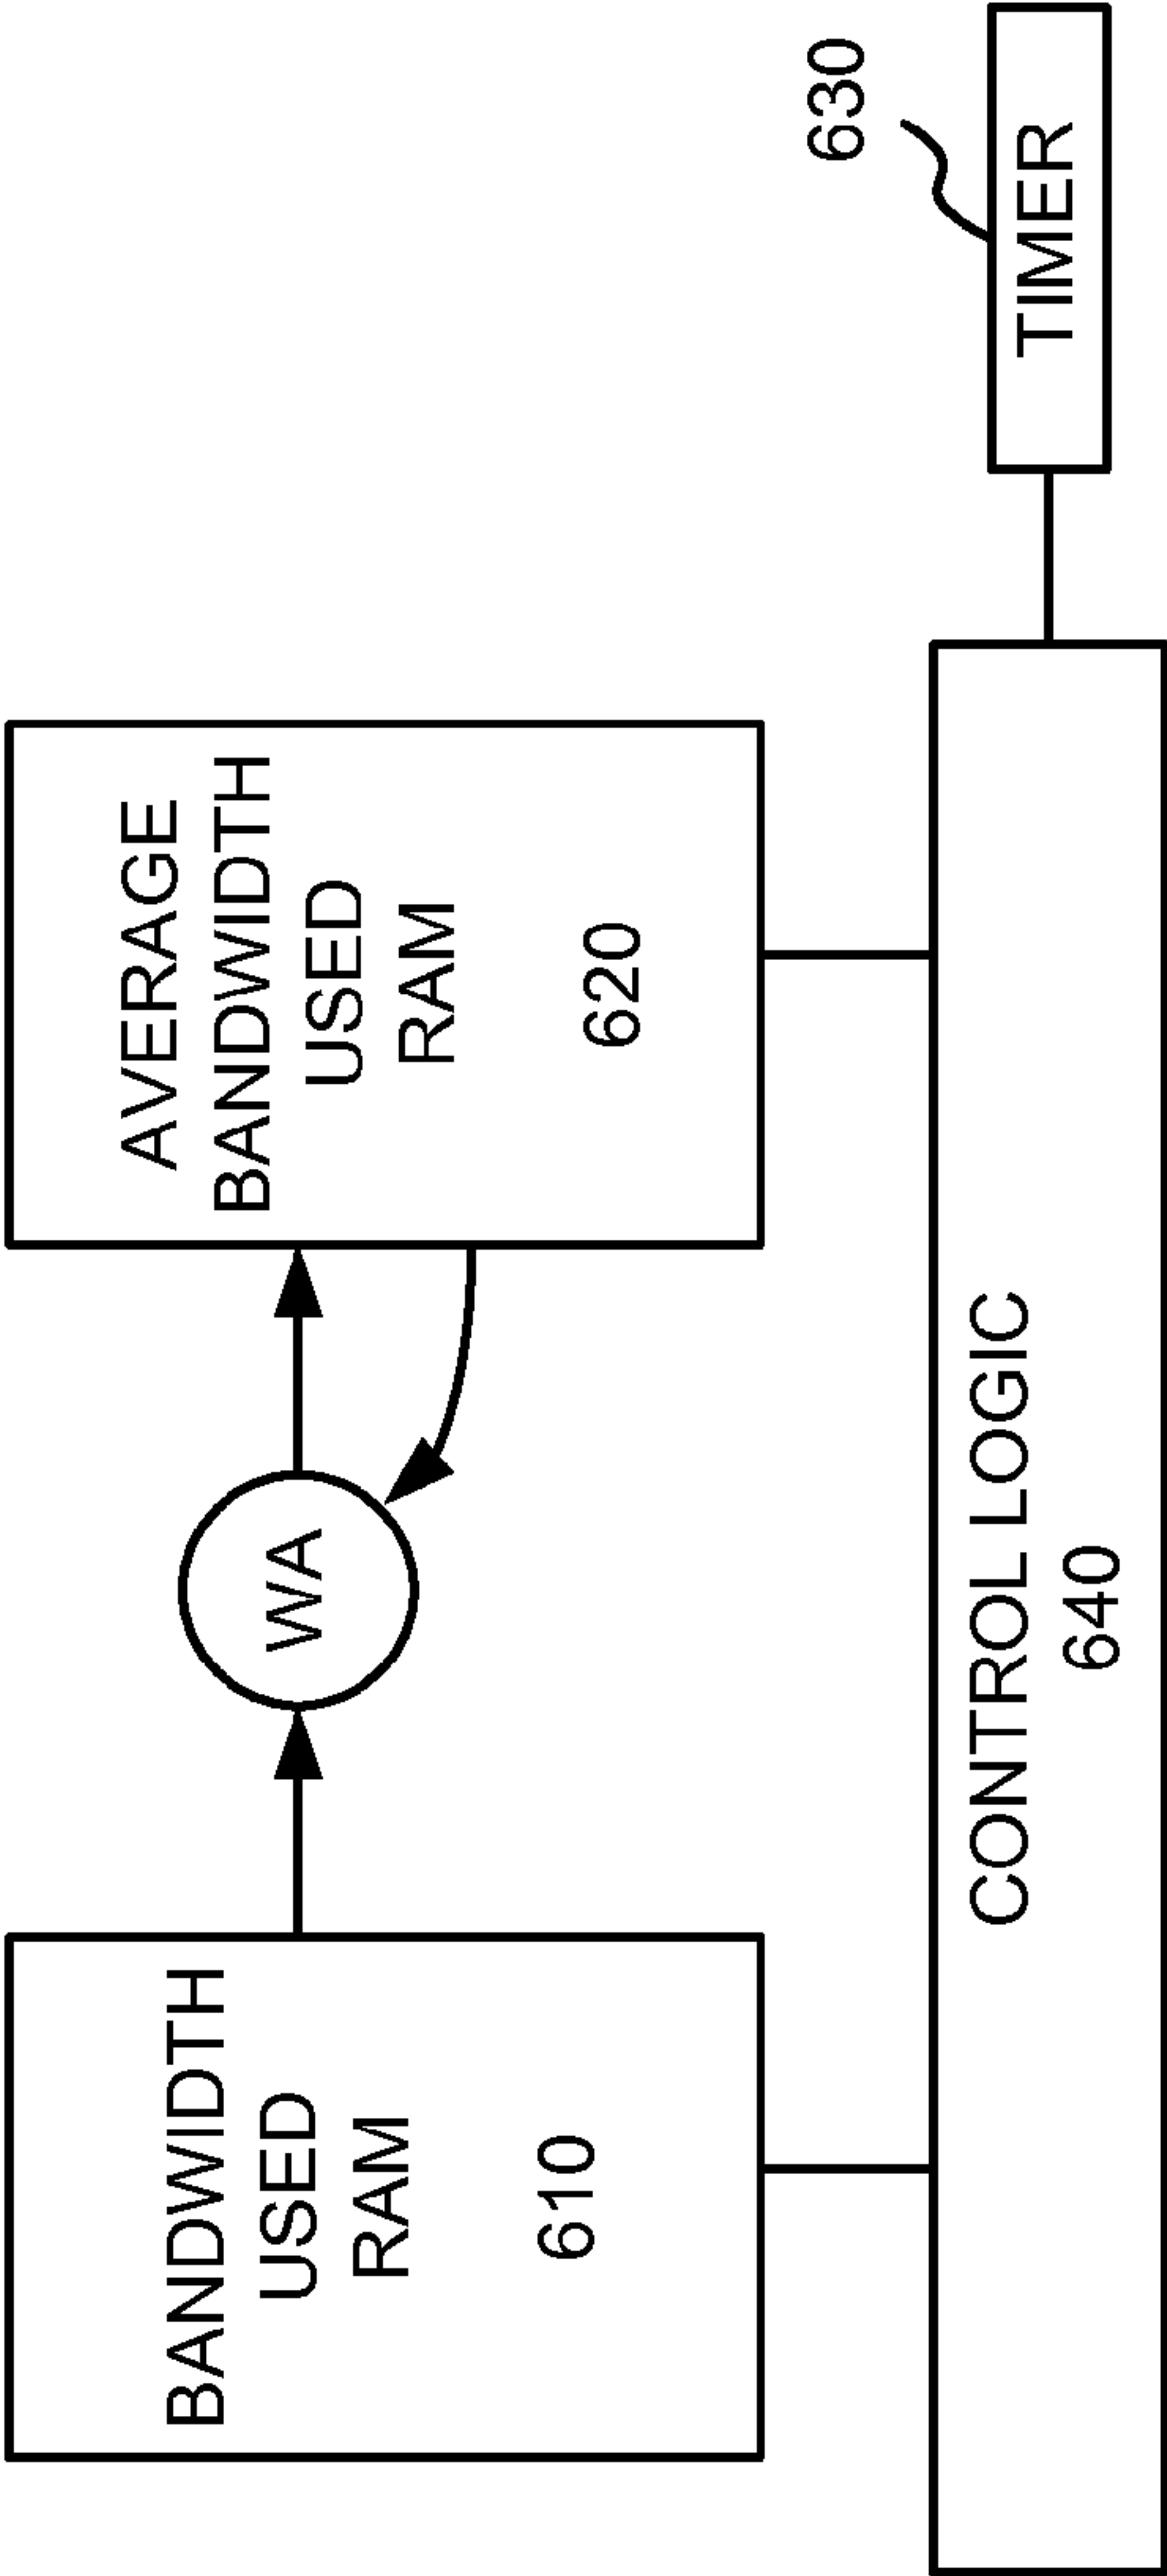 BANDWIDTH
USED
RAM
610
WA
AVERAGE
BANDWIDTH
USED
RAM
620
630
TIMER
CONTROL LOGIC
640